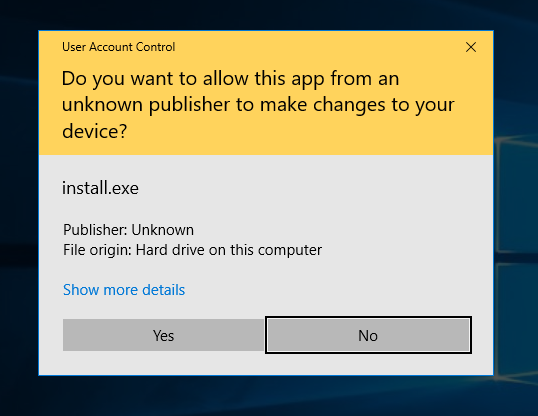 User Account Control
Do you want to allow this app from an
unknown publisher to make changes to your
device?
install.exe
Publisher: Unknown
File origin: Hard drive on this computer
Show more details
Yes
No